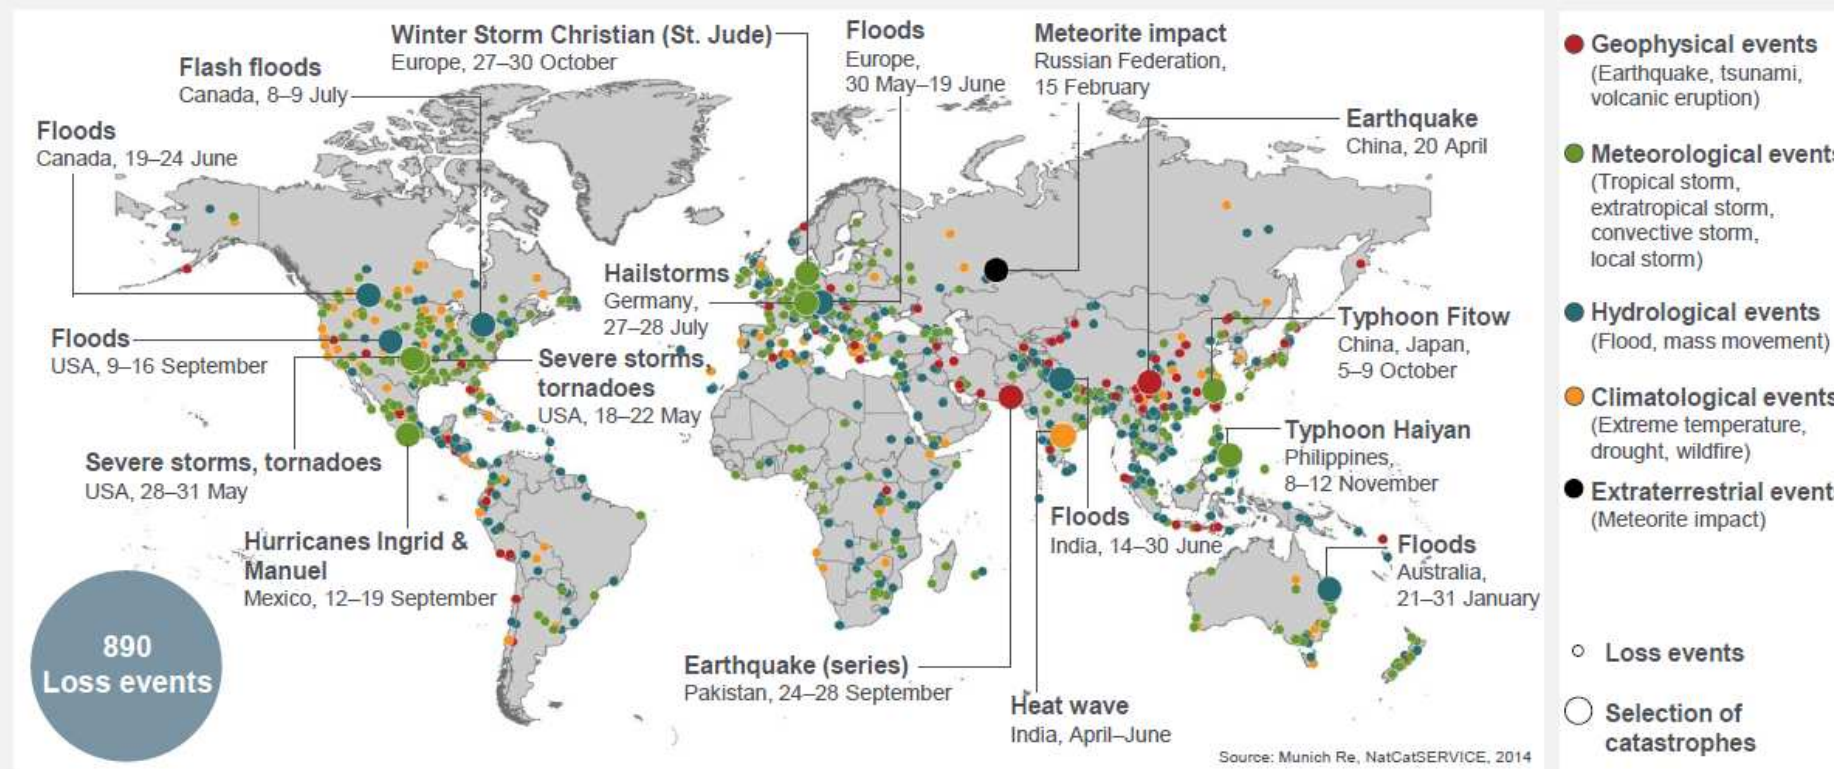 Winter Storm Christian (St. Jude)
Europe, 27–30 October
Floods
Europe,
30 May–19 June
Meteorite impact
Russian Federation,
15 February
Flash floods
Canada, 8–9 July
Earthquake
China, 20 April
Floods
Canada, 19–24 June
Hailstorms
Germany,
27–28 July
Typhoon Fitow
China, Japan,
5–9 October
Floods
USA, 9–16 September
Severe storms,
tornadoes
USA, 18–22 May
Typhoon Haiyan
Philippines,
8–12 November
Severe storms, tornadoes
USA, 28–31 May
Floods
India, 14–30 June
Hurricanes Ingrid &
Manuel
Mexico, 12–19 September
Floods
Australia,
21–31 January
890
Loss events
Earthquake (series)
Pakistan, 24–28 September
Heat wave
India, April–June
Source: Munich Re, NatCatSERVICE, 2014
Geophysical events
(Earthquake, tsunami,
volcanic eruption)
Meteorological events
(Tropical storm,
extratropical storm,
convective storm,
local storm)
Hydrological events
(Flood, mass movement)
Climatological events
(Extreme temperature,
drought, wildfire)
Extraterrestrial event
(Meteorite impact)
Loss events
Selection of
catastrophes